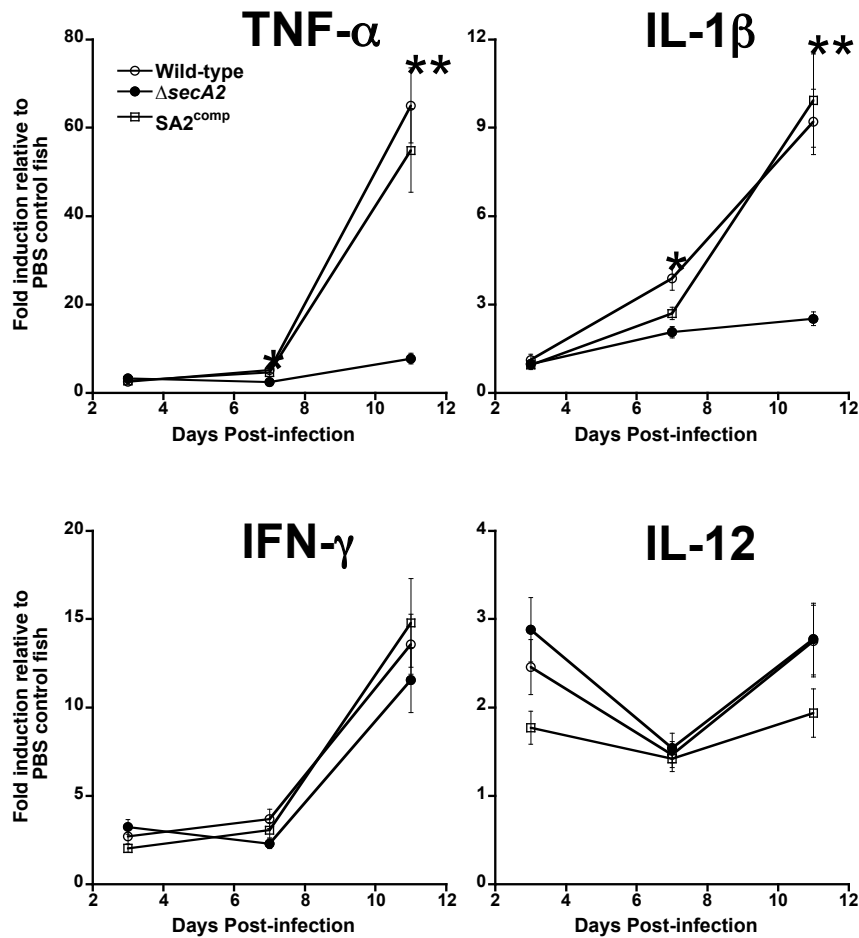 TNF-α
80
60
40
20
0
Fold induction relative to
PBS control fish
Wild-type
ΔsecA2
SA2comp
**
*
2 4 6 8 10 12
Days Post-infection
IL-1β
12
9
6
3
0
**
*
2 4 6 8 10 12
Days Post-infection
IFN-γ
20
15
10
5
0
Fold induction relative to
PBS control fish
2 4 6 8 10 12
Days Post-infection
IL-12
4
3
2
1
0
2 4 6 8 10 12
Days Post-infection